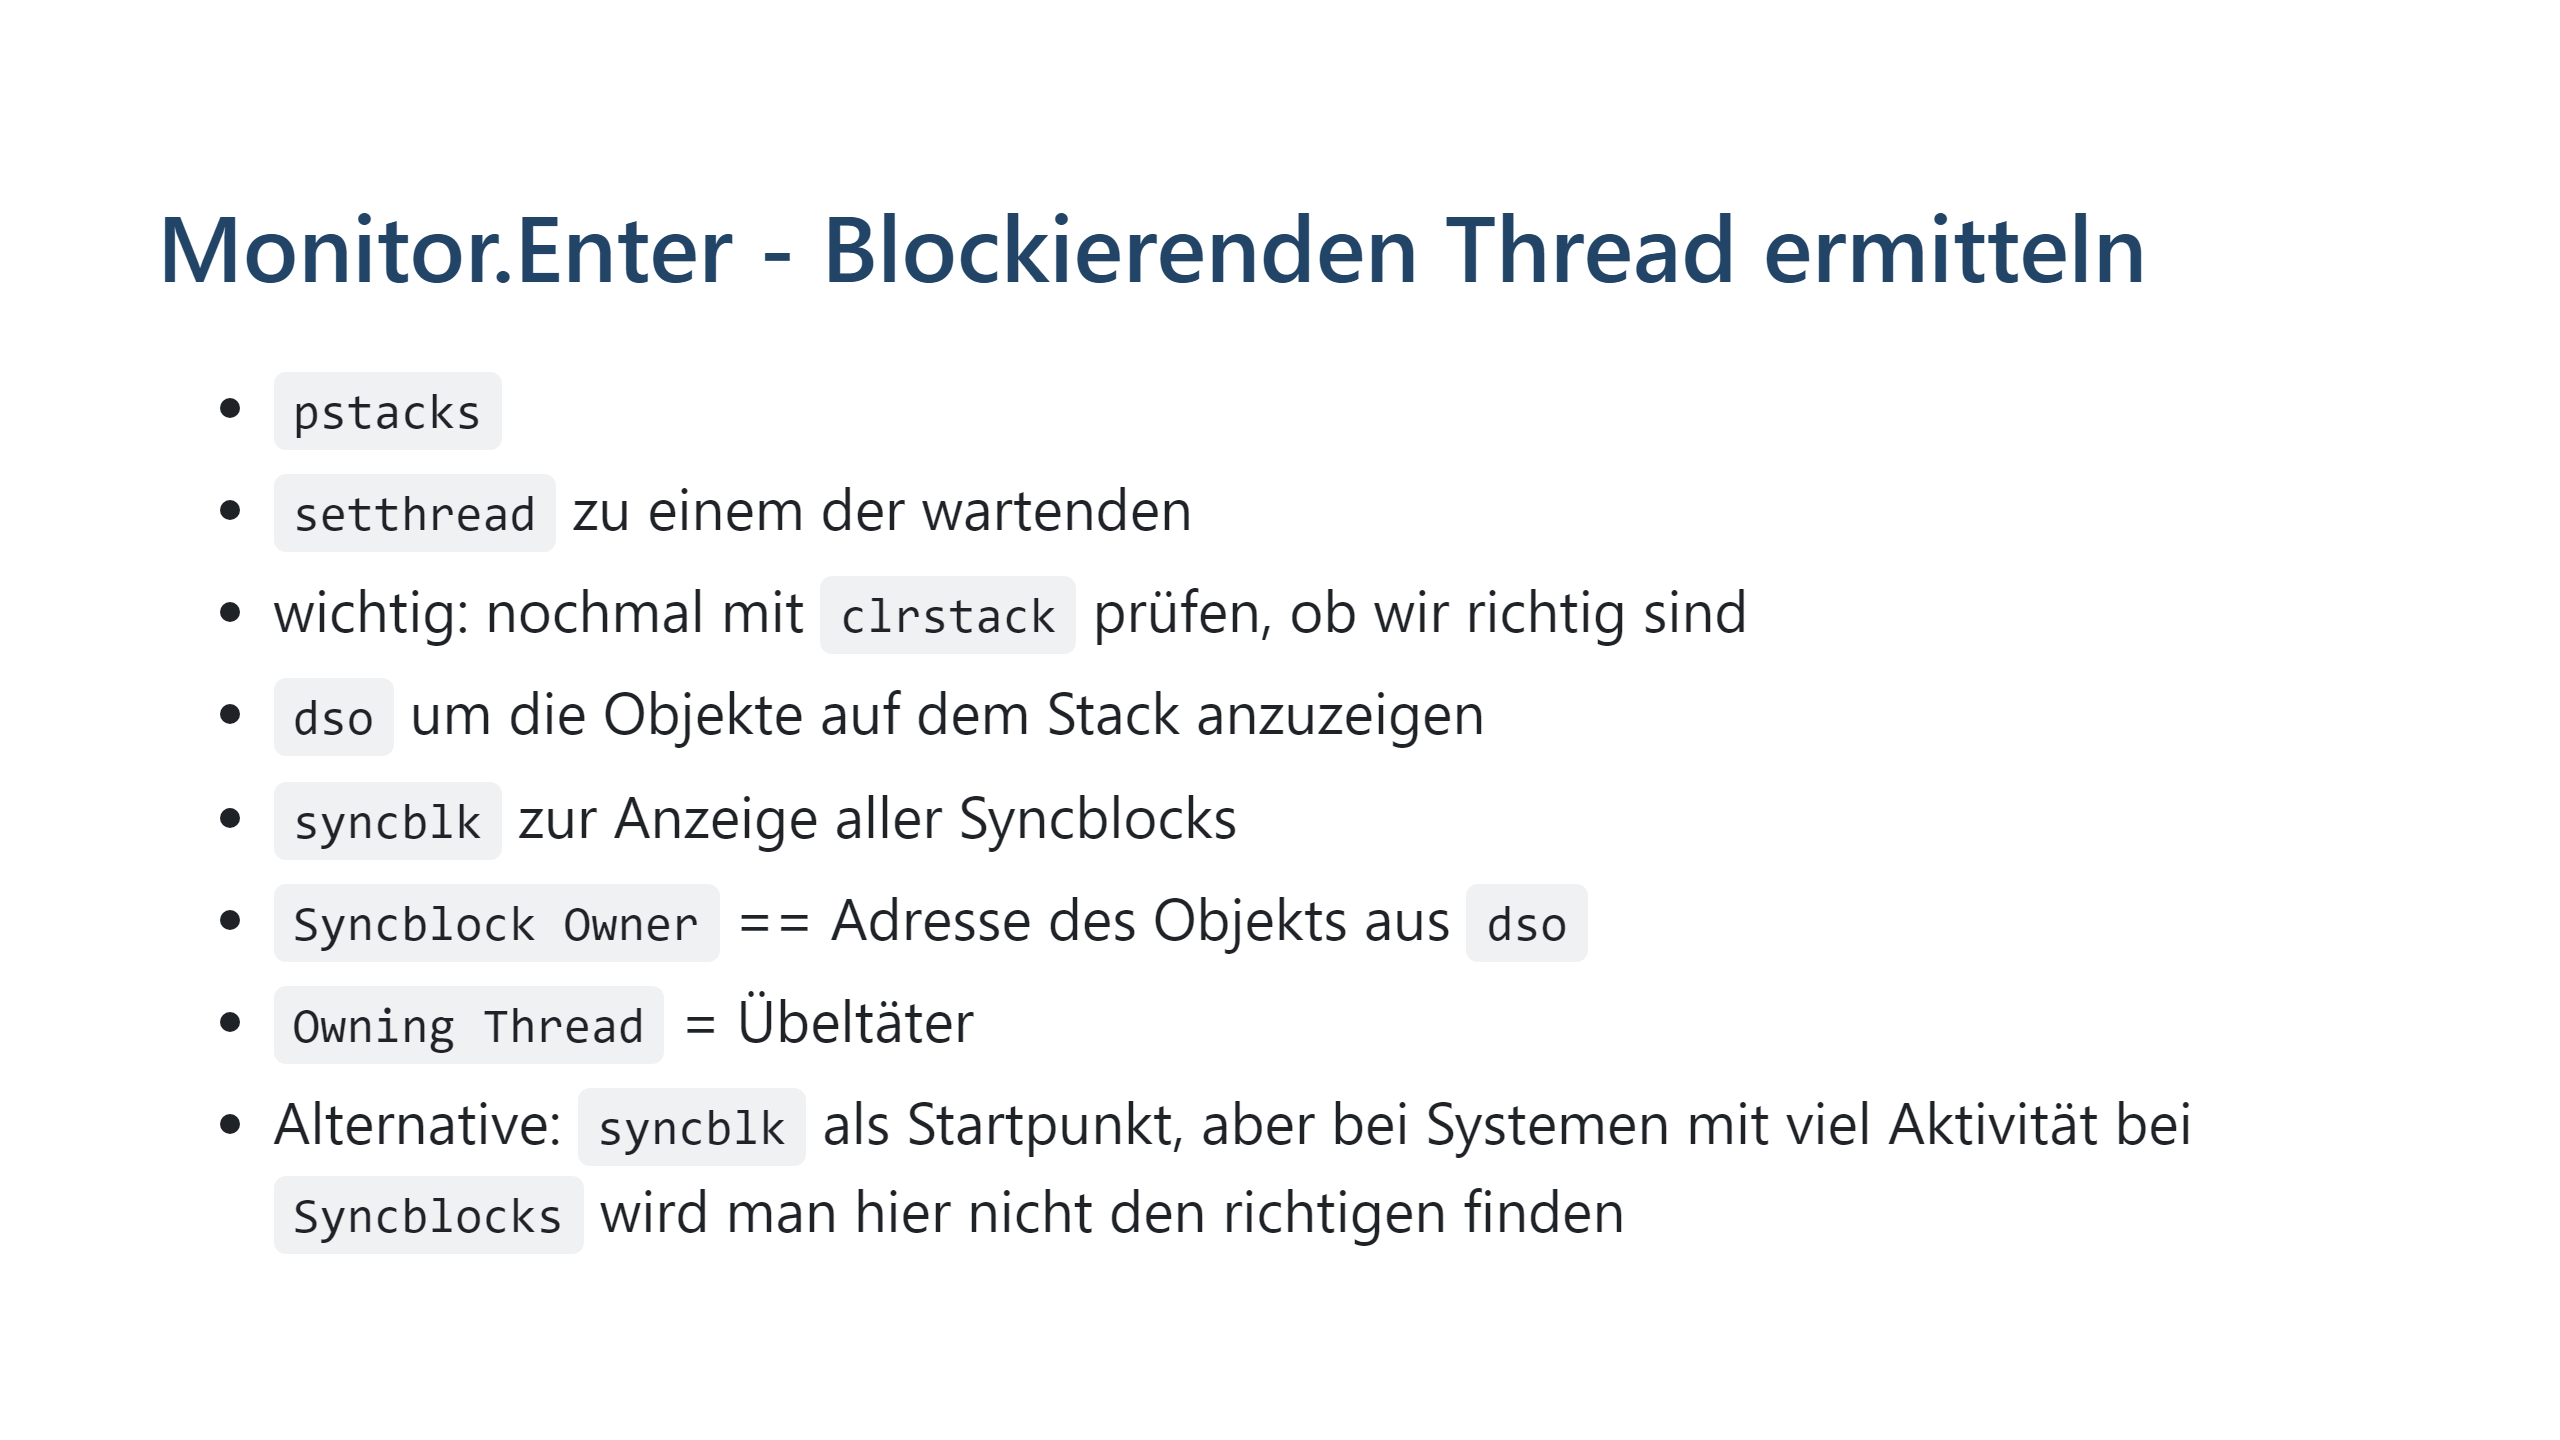 Monitor.Enter - Blockierenden Thread ermitteln
• pstacks
• setthread zu einem der wartenden
• wichtig: nochmal mit clrstack prüfen, ob wir richtig sind
• dso um die Objekte auf dem Stack anzuzeigen
• syncblk zur Anzeige aller Syncblocks
• Syncblock Owner == Adresse des Objekts aus dso
• Owning Thread = Übeltäter
• Alternative: syncblk als Startpunkt, aber bei Systemen mit viel Aktivität bei
Syncblocks wird man hier nicht den richtigen finden